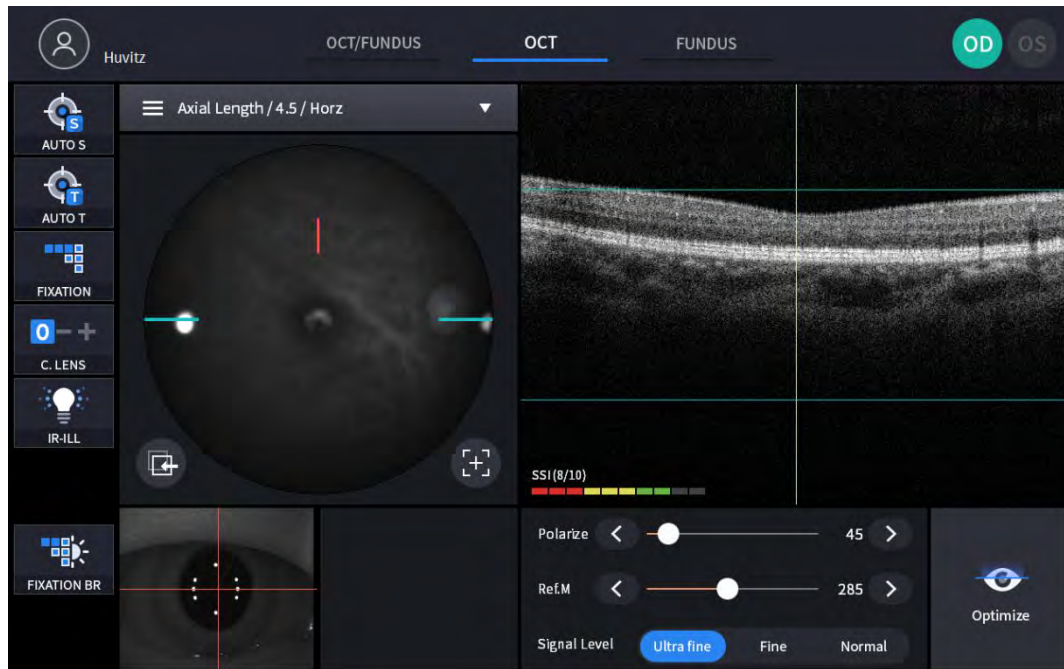 Huvitz
OCT/FUNDUS
OCT
FUNDUS
OD
OS
AUTO S
AUTO T
FIXATION
0 - +
C. LENS
IR-ILL
FIXATION BR
Axial Length / 4.5 / Horz
SSI(8/10)
Polarize 45
Ref.M 285
Signal Level Ultra fine Fine Normal
Optimize